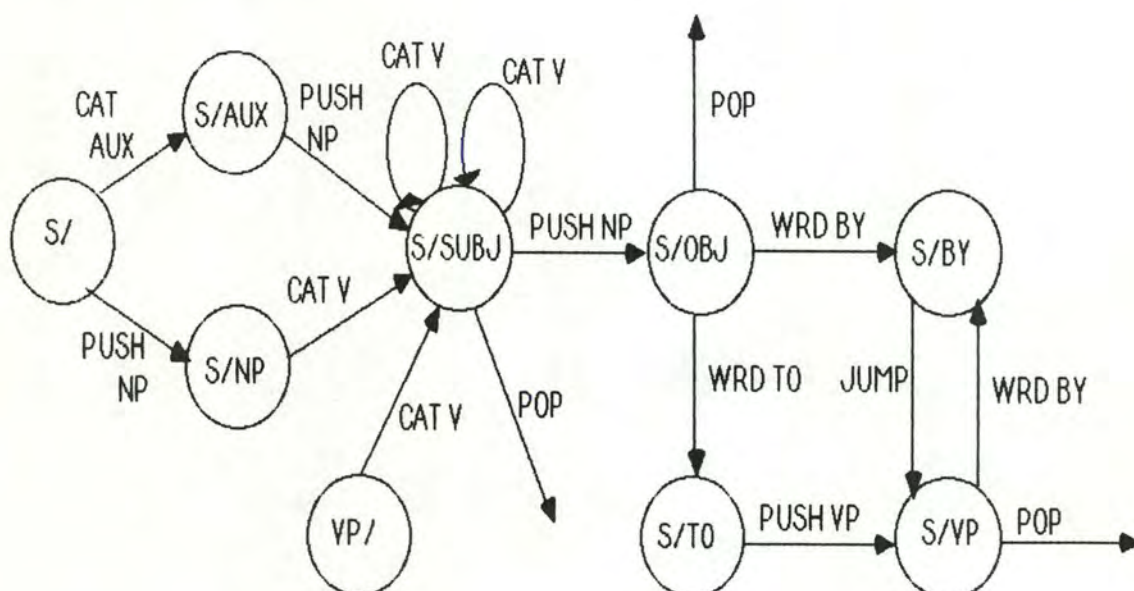 CAT V
CAT V
CAT
AUX
S/AUX
PUSH
NP
POP
S/
S/SUBJ
PUSH NP
S/OBJ
WRD BY
S/BY
PUSH
NP
S/NP
CAT V
CAT V
POP
WRD TO
JUMP
WRD BY
VP/
S/TO
PUSH VP
S/VP
POP